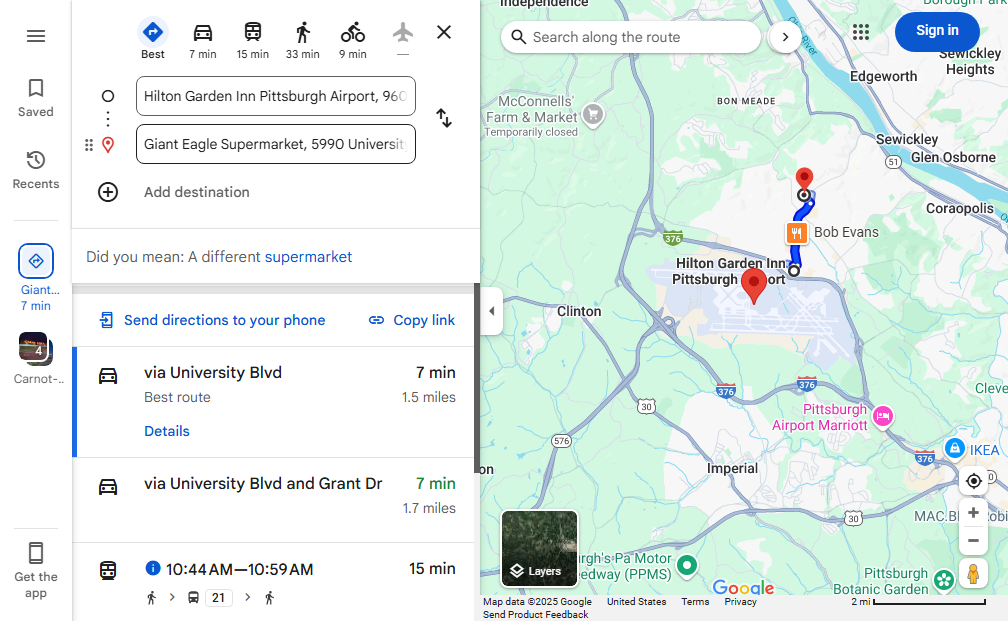 Saved
Recents
Giant...
7 min
4
Carnot-..
Get the
app
Best
7 min
15 min
33 min
9 min
—
Hilton Garden Inn Pittsburgh Airport, 960
Giant Eagle Supermarket, 5990 Universit
Add destination
Did you mean: A different supermarket
Send directions to your phone
Copy link
via University Blvd
7 min
Best route
1.5 miles
Details
via University Blvd and Grant Dr
7 min
1.7 miles
10:44 AM—10:59 AM
15 min
21
Search along the route
Sign in
Independence
Sewickley
Heights
Edgeworth
BON MEADE
McConnells'
Farm & Market
Temporarily closed
Sewickley
51
Glen Osborne
Coraopolis
376
Bob Evans
Hilton Garden Inn
Pittsburgh
ort
Clinton
376
376
30
Cleve
Pittsburgh
Airport Marriott
576
376
IKEA
on
Imperial
30
MAC.B
Robi
Layers
urgh's Pa Motor
edway (PPMS)
Pittsburgh
Botanic Garden
Google
Map data ©2025 Google
United States
Terms
Privacy
2 mi
Send Product Feedback